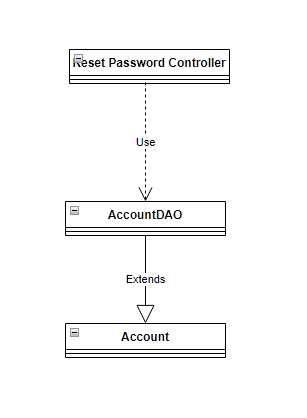 Reset Password Controller
Use
AccountDAO
Extends
Account